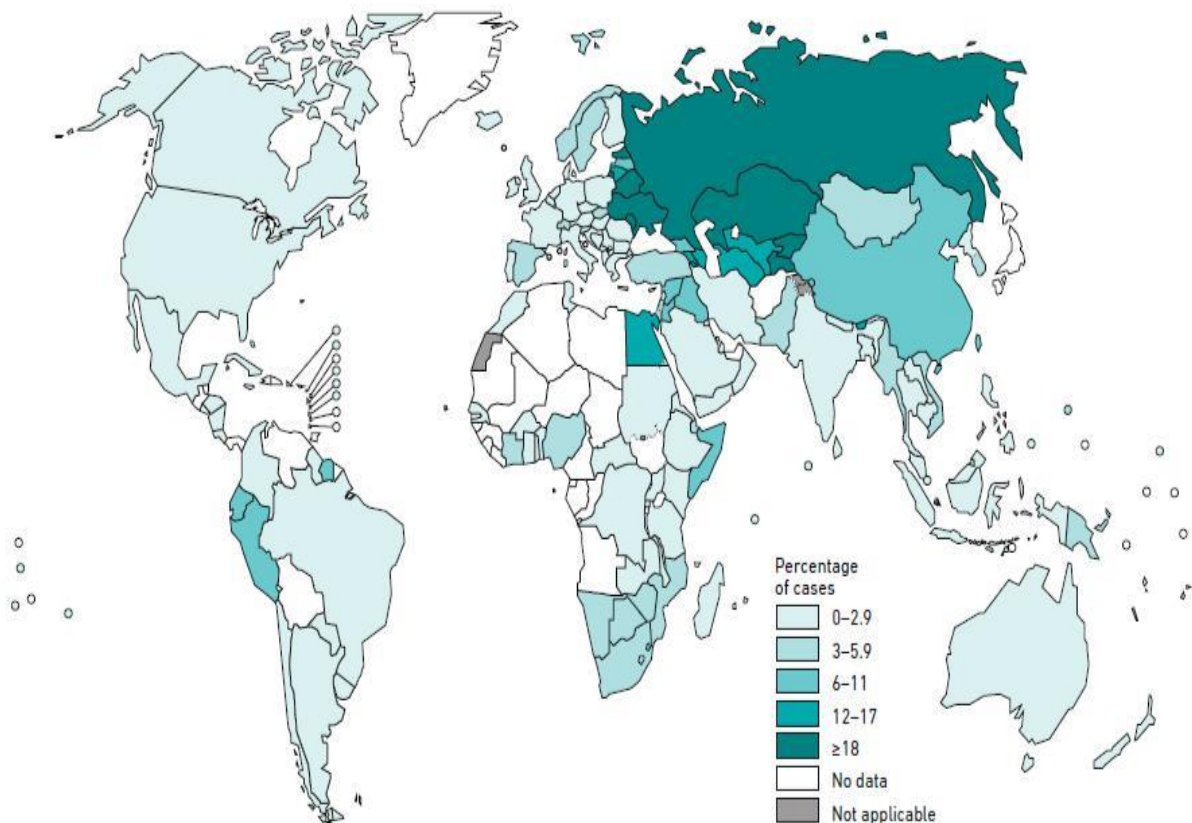 Percentage
of cases
0–2.9
3–5.9
6–11
12–17
≥18
No data
Not applicable